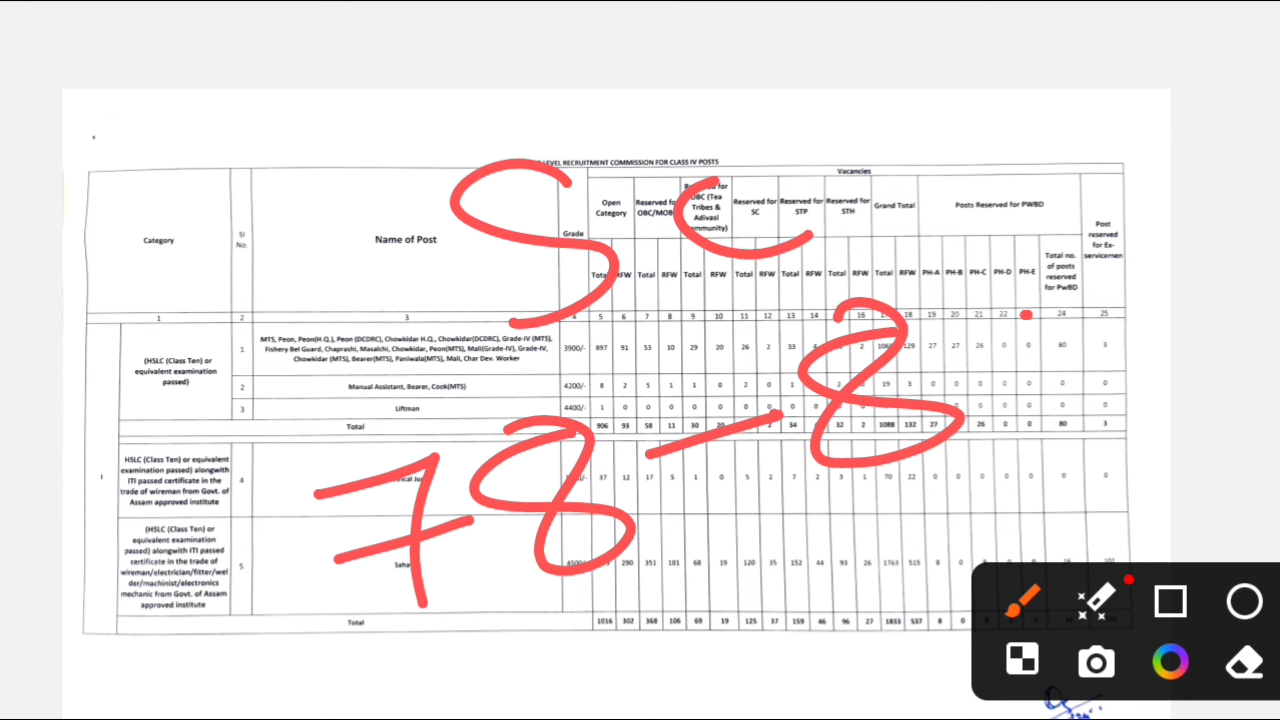 LEVEL RECRUITMENT COMMISSION FOR CLASS IV POSTS
Category
Sl No.
Name of Post
Grade
Vacancies
Open Category
Reserved for OBC/MOBC
Reserved for OBC (Tea Tribes & Adivasi Community)
Reserved for SC
Reserved for STP
Reserved for STH
Grand Total
Posts Reserved for PWBD
Post reserved for Ex-servicemen
Total RFW Total RFW Total RFW Total RFW Total RFW Total RFW Total RFW PH-A PH-B PH-C PH-D PH-E Total no. of posts reserved for PwBD
1 2 3 4 5 6 7 8 9 10 11 12 13 14 16 18 19 20 21 22 24 25
(HSLC (Class Ten) or equivalent examination passed)
1 MTS, Peon, Peon(H.Q.), Peon (DCDRC), Chowkidar H.Q., Chowkidar(DCDRC), Grade-IV (MTS),
Fishery Bel Guard, Chaprashi, Masalchi, Chowkidar, Peon(MTS), Mali(Grade-IV), Grade-IV,
Chowkidar (MTS), Bearer(MTS), Paniwala(MTS), Mali, Char Dev. Worker
3900/- 897 91 53 10 29 20 26 2 33 2 129 27 27 26 0 0 80 3
2 Manual Assistant, Bearer, Cook(MTS) 4200/- 8 2 5 1 1 0 2 0 1 2 19 3 0 0 0 0 0 0 0
3 Liftman 4400/- 1 0 0 0 0 0 0 0 0 0 0 0 0 0 0 0
Total 906 93 58 11 30 20 2 34 32 2 1088 132 27 26 0 0 80 3
HSLC (Class Ten) or equivalent examination passed) alongwith ITI passed certificate in the trade of wireman from Govt. of Assam approved institute
4 37 12 17 5 1 0 5 2 7 2 3 1 70 22 0 0 0 0 0 0 0
(HSLC (Class Ten) or equivalent examination passed) alongwith ITI passed certificate in the trade of wireman/electrician/fitter/welder/machinist/electronics mechanic from Govt. of Assam approved institute
5 290 351 101 68 19 120 35 152 44 93 26 1763 515 8 0
Total 1016 302 368 106 69 19 125 37 159 46 96 27 1833 537 8 0
S C
78 - 8